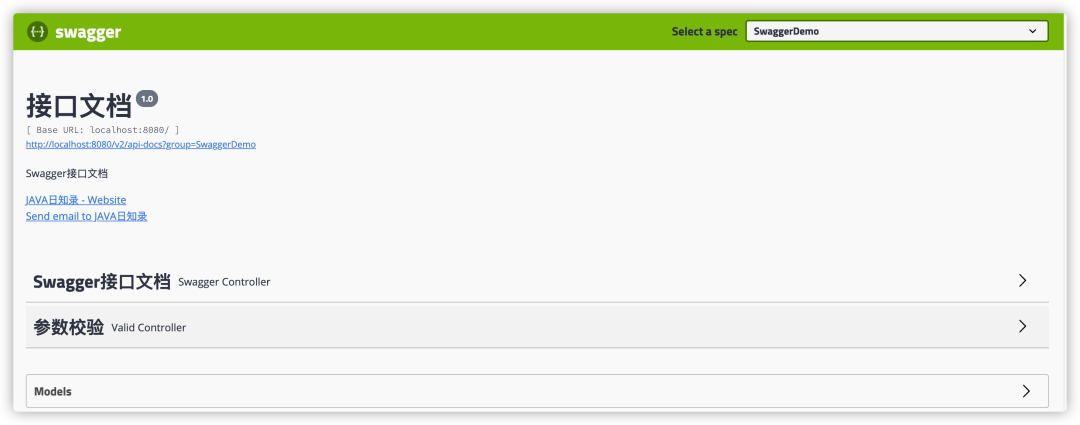 swagger
Select a spec
SwaggerDemo
接口文档 1.0
[ Base URL: localhost:8080/ ]
http://localhost:8080/v2/api-docs?group=SwaggerDemo
Swagger接口文档
JAVA日知录 - Website
Send email to JAVA日知录
Swagger接口文档 Swagger Controller
参数校验 Valid Controller
Models